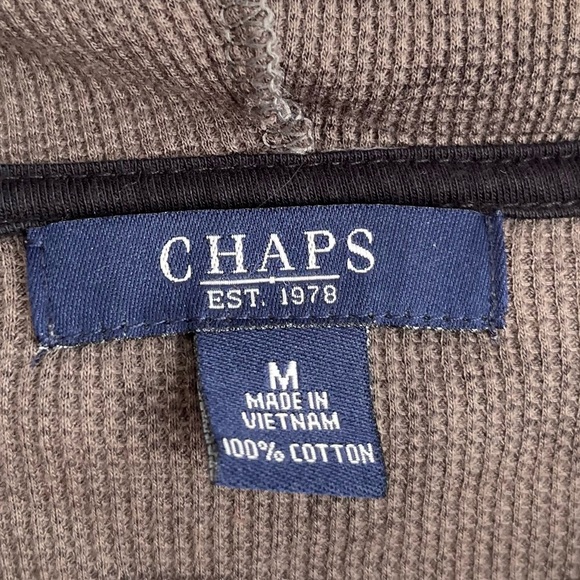 CHAPS
EST. 1978
M
MADE IN
VIETNAM
100% COTTON